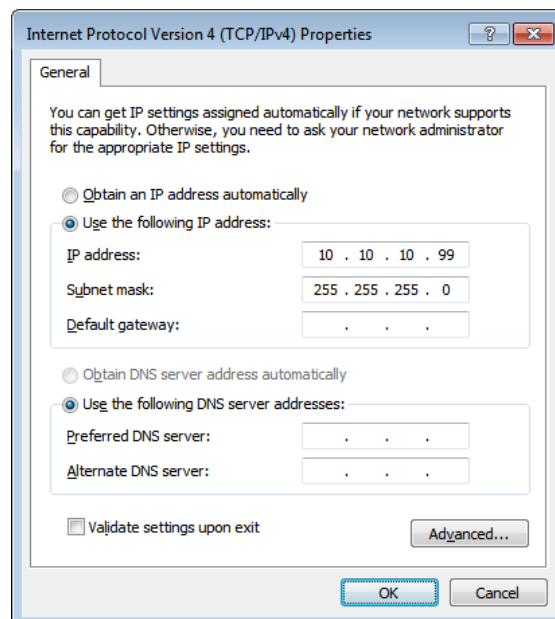 Internet Protocol Version 4 (TCP/IPv4) Properties
General
You can get IP settings assigned automatically if your network supports
this capability. Otherwise, you need to ask your network administrator
for the appropriate IP settings.
Obtain an IP address automatically
Use the following IP address:
IP address: 10 . 10 . 10 . 99
Subnet mask: 255 . 255 . 255 . 0
Default gateway: . . .
Obtain DNS server address automatically
Use the following DNS server addresses:
Preferred DNS server: . . .
Alternate DNS server: . . .
Validate settings upon exit
Advanced...
OK Cancel